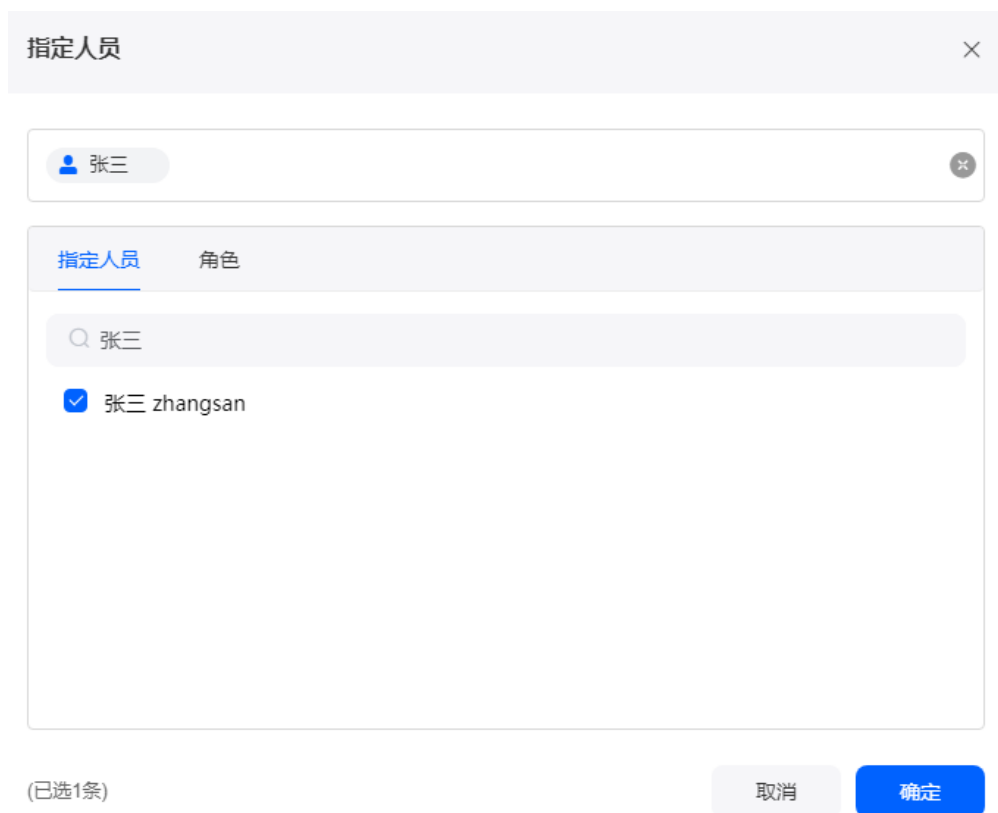 指定人员
张三
指定人员 角色
张三
张三 zhangsan
(已选1条) 取消 确定